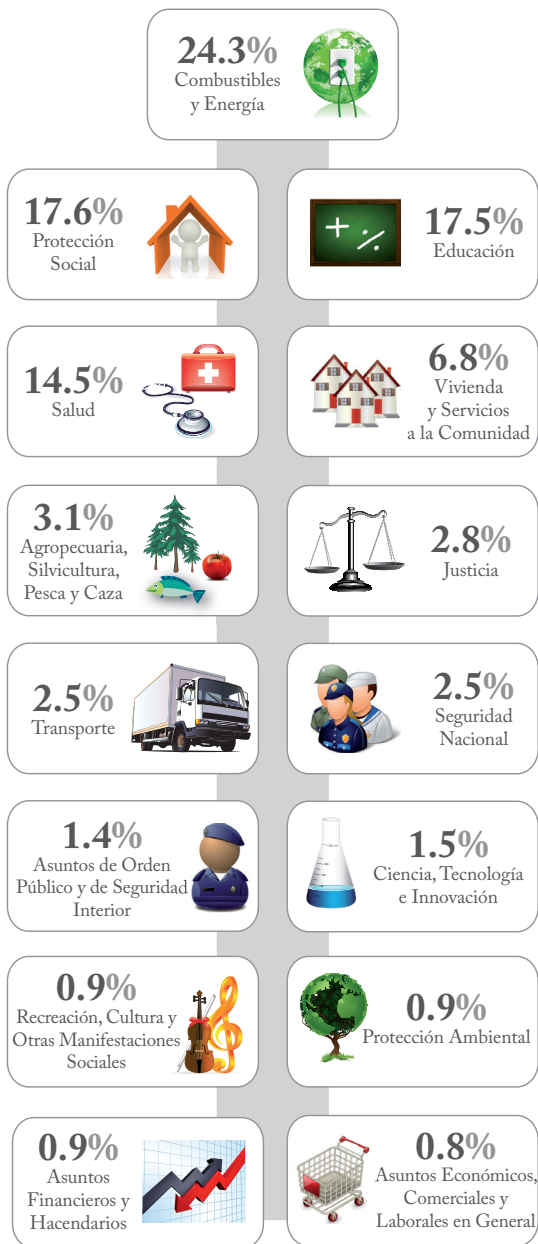 24.3%
Combustibles
y Energía
17.6%
Protección
Social
17.5%
Educación
14.5%
Salud
6.8%
Vivienda
y Servicios
a la Comunidad
3.1%
Agropecuaria,
Silvicultura,
Pesca y Caza
2.8%
Justicia
2.5%
Transporte
2.5%
Seguridad
Nacional
1.4%
Asuntos de Orden
Público y de Seguridad
Interior
1.5%
Ciencia, Tecnología
e Innovación
0.9%
Recreación, Cultura y
Otras Manifestaciones
Sociales
0.9%
Protección Ambiental
0.9%
Asuntos
Financieros y
Hacendarios
0.8%
Asuntos Económicos,
Comerciales y
Laborales en General